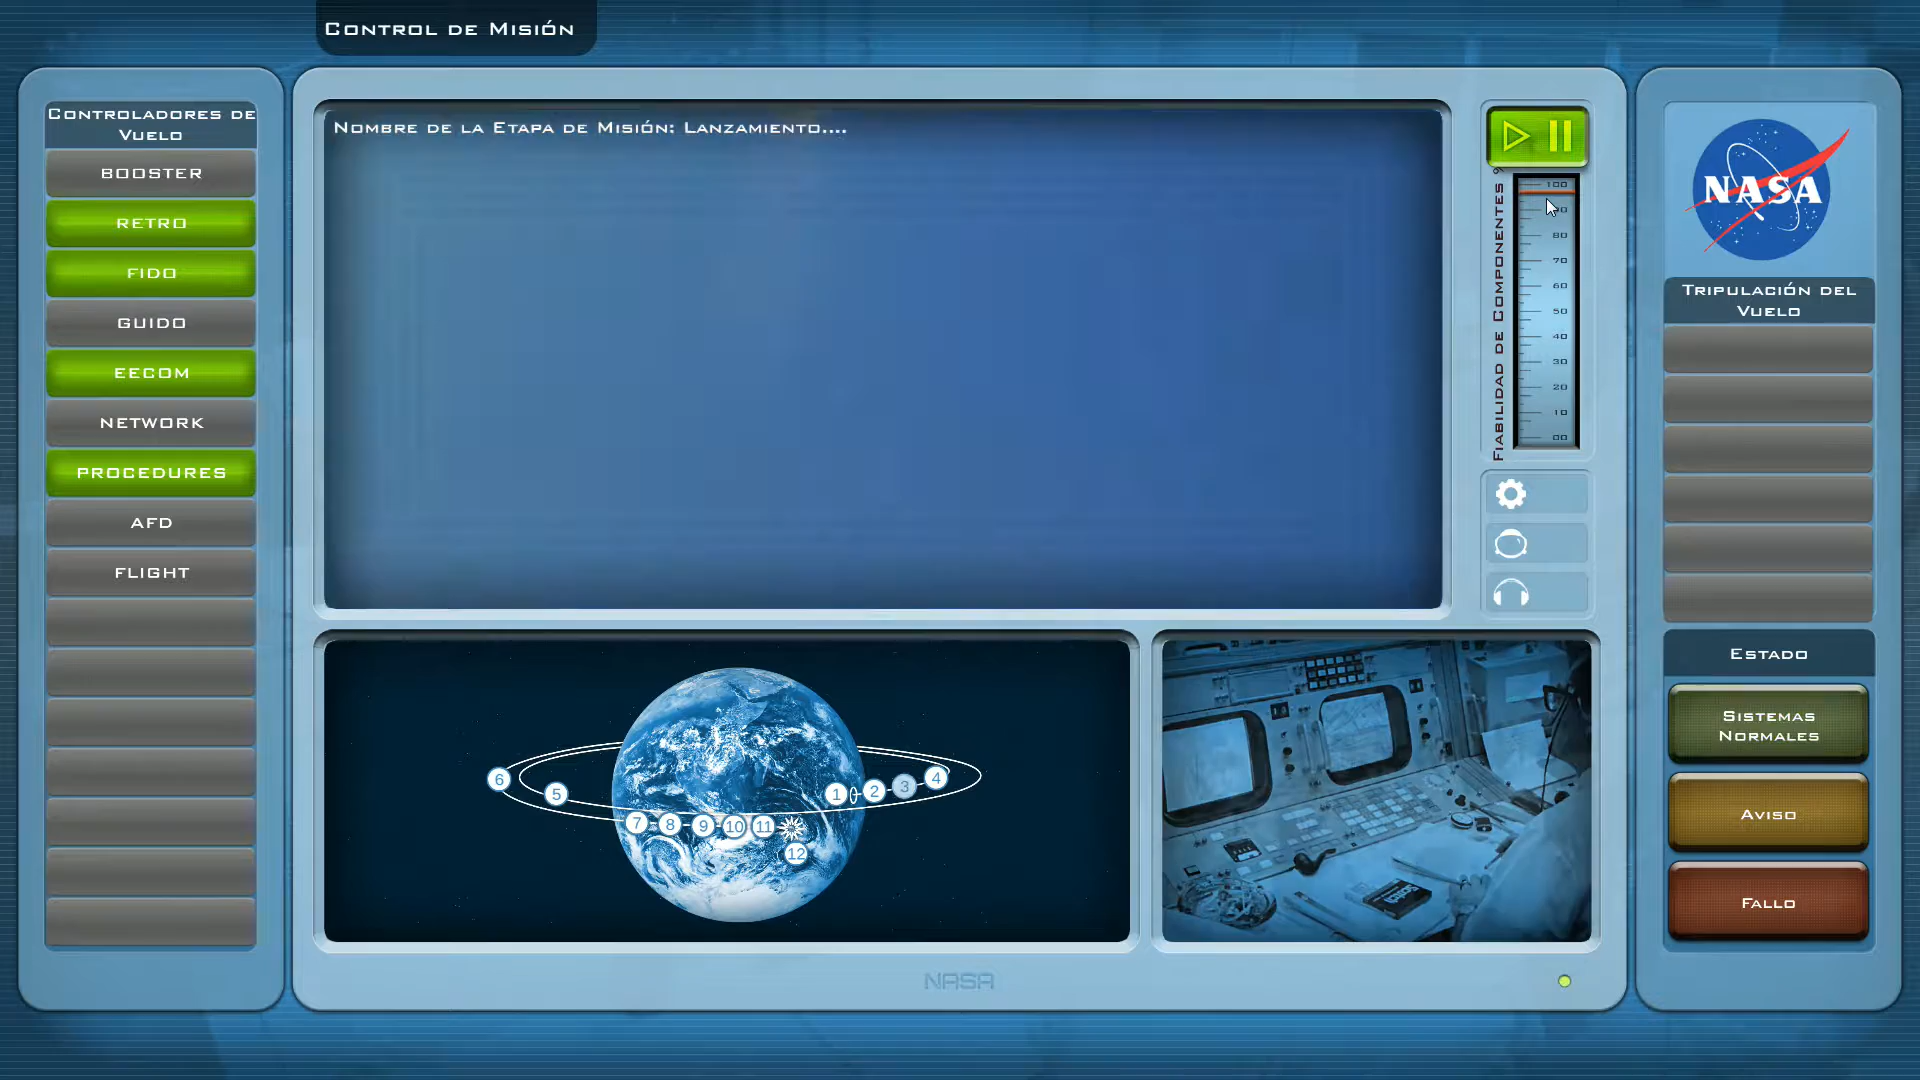 Control de Misión
Controladores de
Vuelo
BOOSTER
RETRO
FIDO
GUIDO
EECOM
NETWORK
PROCEDURES
AFD
FLIGHT
Nombre de la Etapa de Misión: Lanzamiento....
Fiabilidad de Componentes %
100
80
70
60
50
40
30
20
10
00
NASA
Tripulación del
Vuelo
Estado
Sistemas
Normales
Aviso
Fallo
1
2
3
4
5
6
7
8
9
10
11
12
NASA